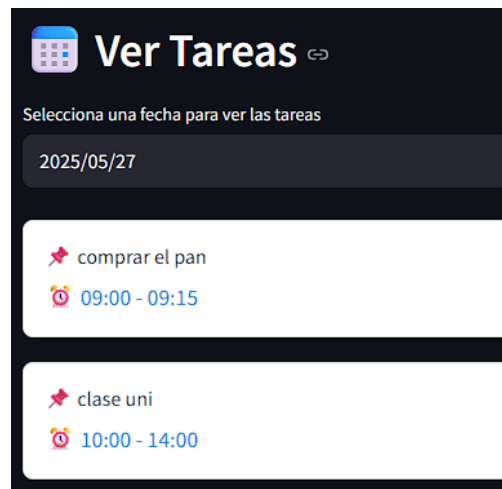 Ver Tareas
Selecciona una fecha para ver las tareas
2025/05/27
comprar el pan
09:00 - 09:15
clase uni
10:00 - 14:00